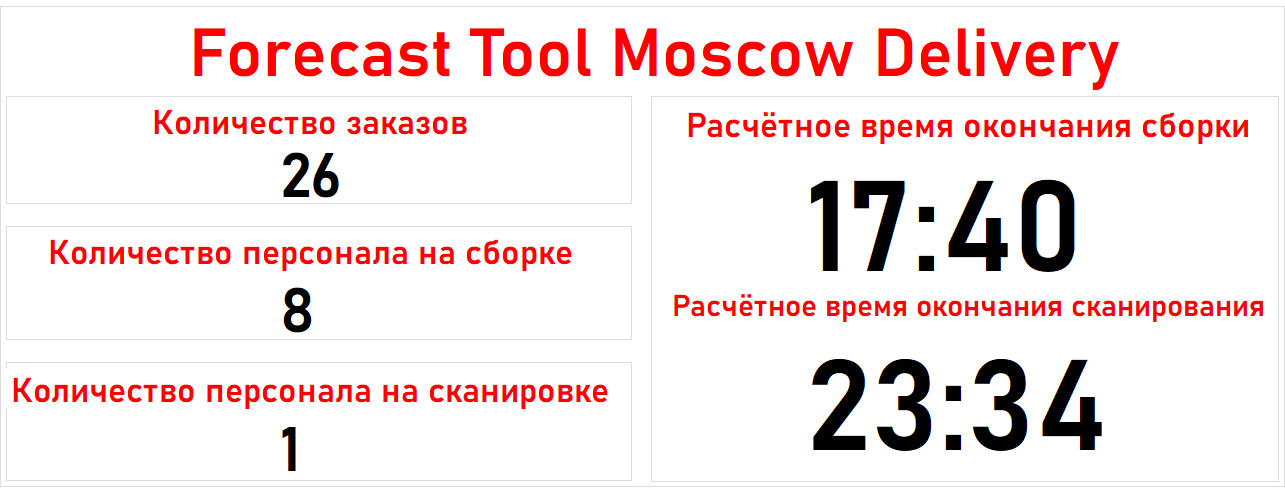 Forecast Tool Moscow Delivery
Количество заказов
26
Количество персонала на сборке
8
Количество персонала на сканировке
1
Расчётное время окончания сборки
17:40
Расчётное время окончания сканирования
23:34